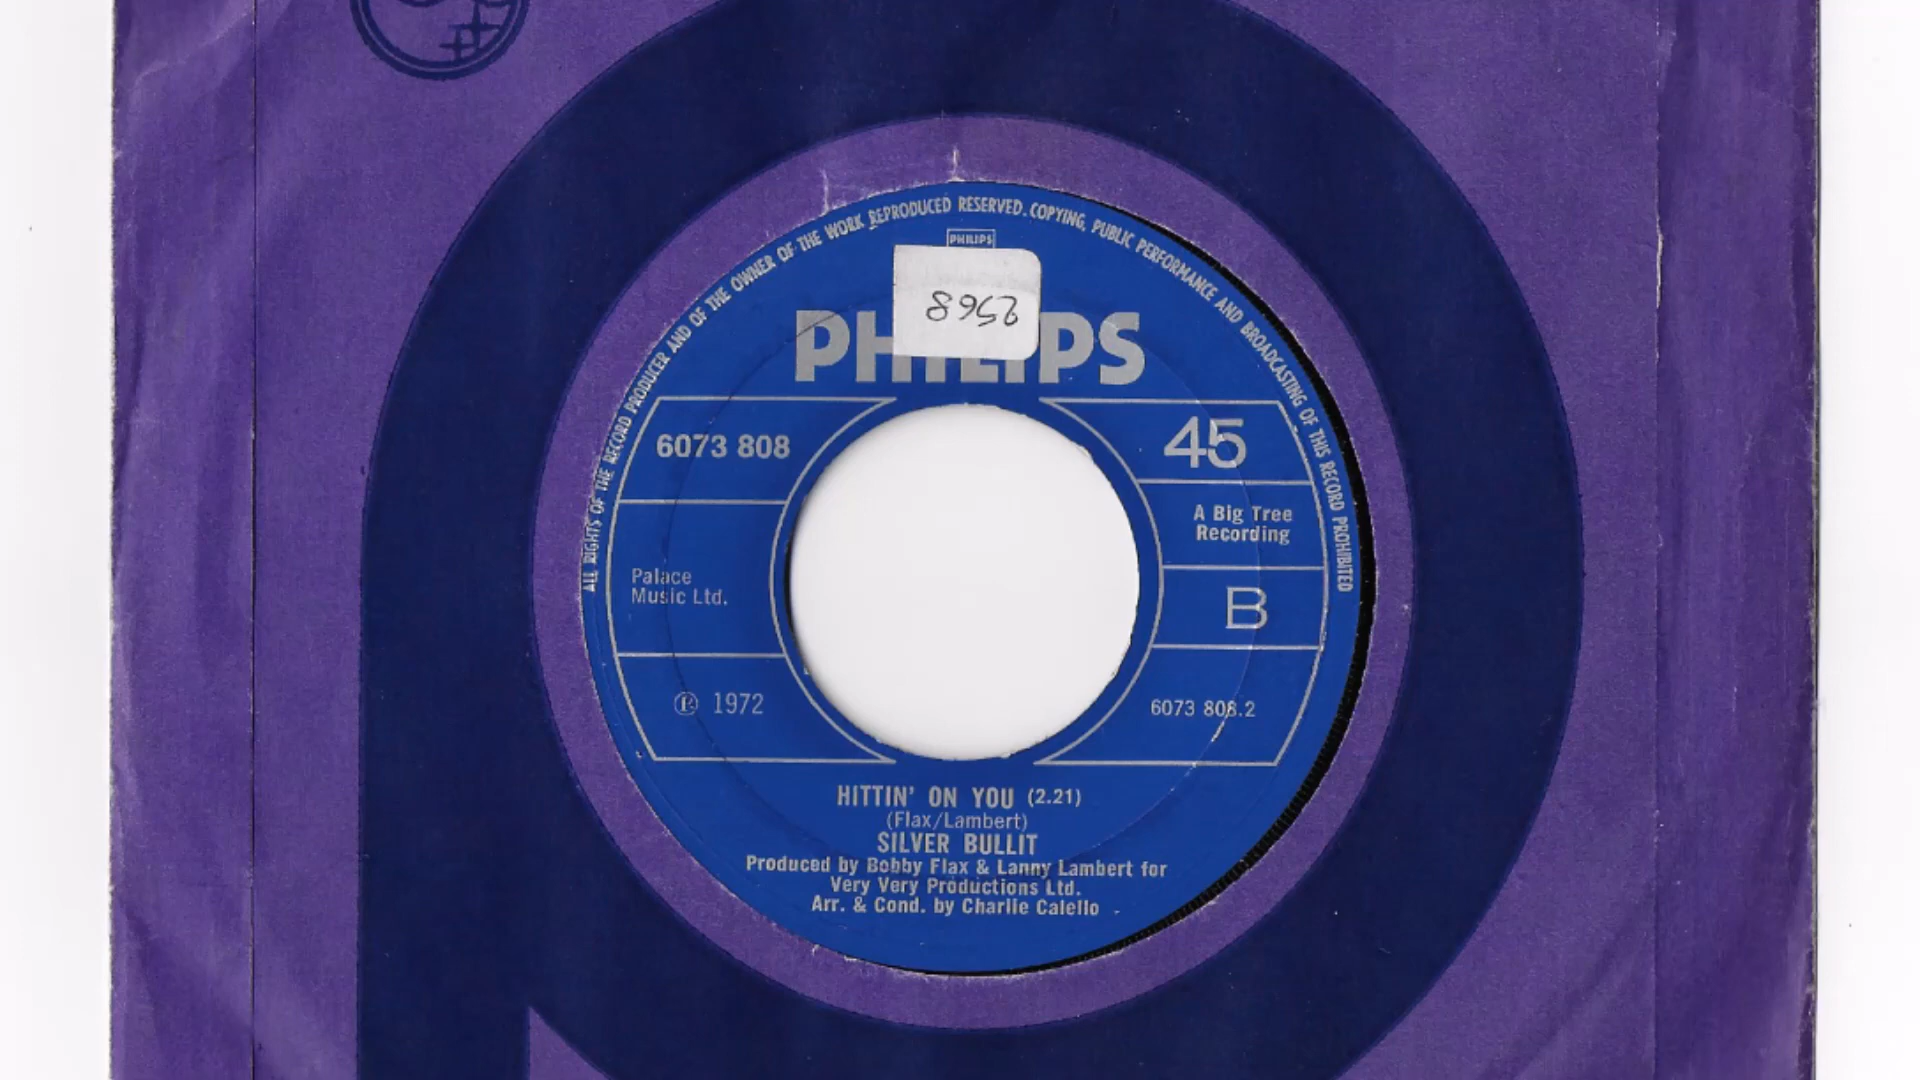 ALL RIGHTS OF THE RECORD PRODUCER AND OF THE OWNER OF THE WORK REPRODUCED RESERVED. COPYING, PUBLIC PERFORMANCE AND BROADCASTING OF THIS RECORD PROHIBITED
PHILIPS
2568
PHILIPS
6073 808
45
A Big Tree
Recording
Palace
Music Ltd.
B
Ⓟ 1972
6073 808.2
HITTIN' ON YOU (2.21)
(Flax/Lambert)
SILVER BULLIT
Produced by Bobby Flax & Lanny Lambert for
Very Very Productions Ltd.
Arr. & Cond. by Charlie Calello